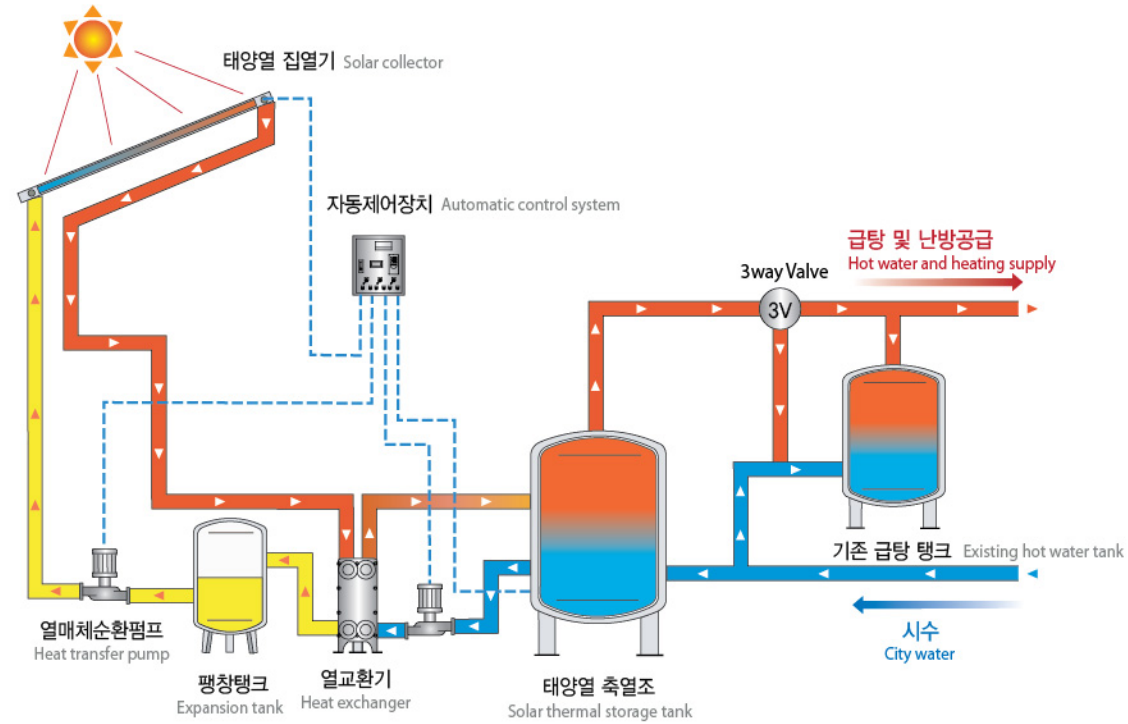 태양열 집열기 Solar collector
자동제어장치 Automatic control system
급탕 및 난방공급
Hot water and heating supply
3way Valve
3V
기존 급탕 탱크 Existing hot water tank
시수
City water
열매체순환펌프
Heat transfer pump
팽창탱크
Expansion tank
열교환기
Heat exchanger
태양열 축열조
Solar thermal storage tank